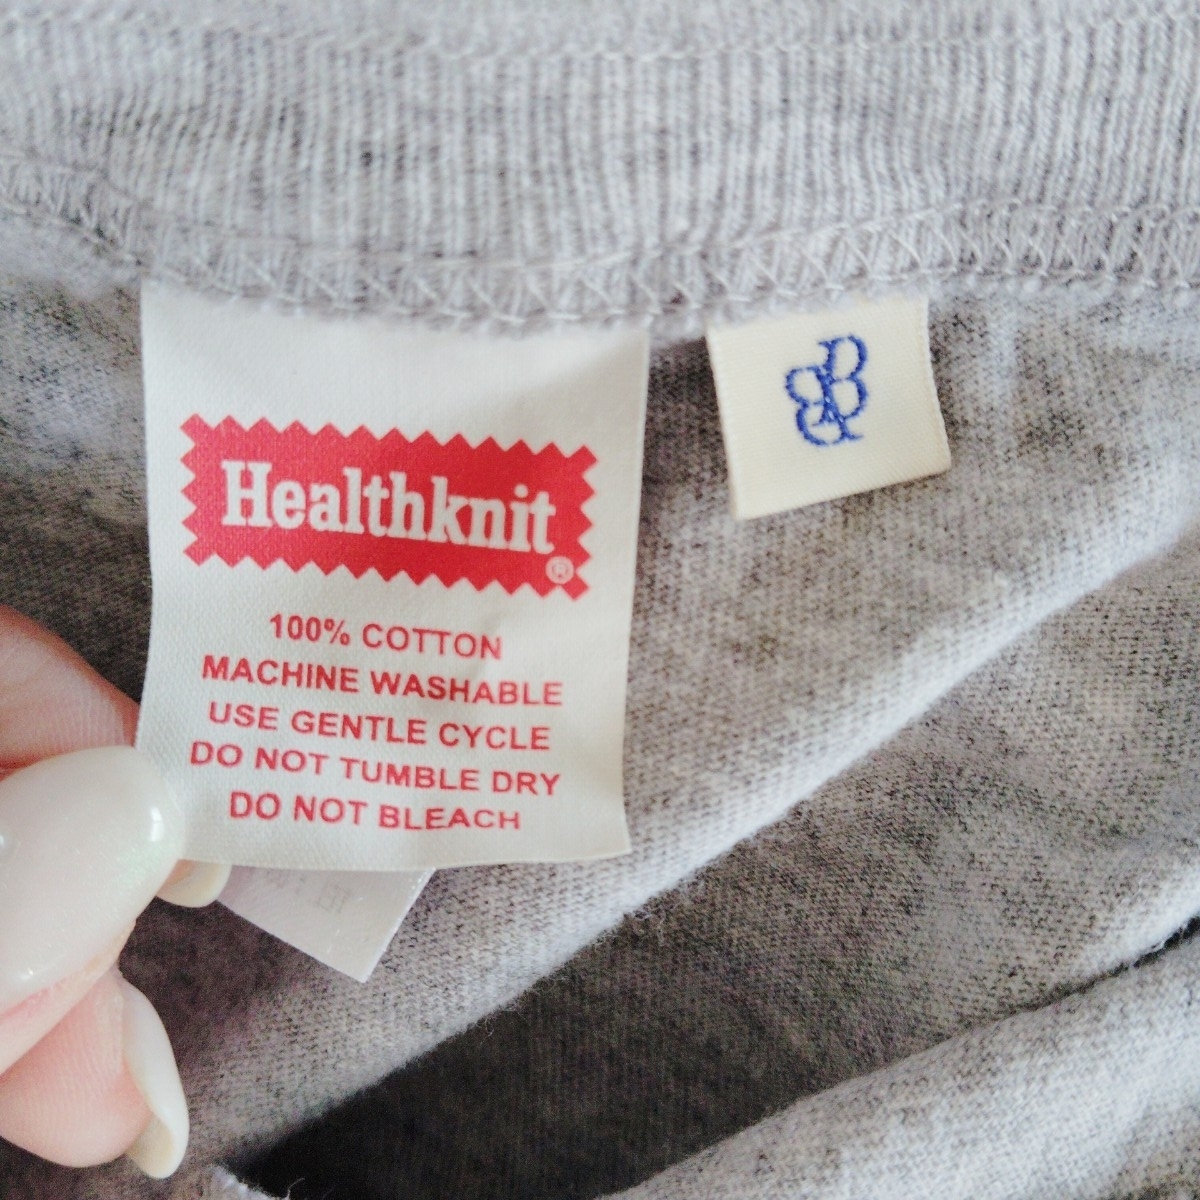 Healthknit®
100% COTTON
MACHINE WASHABLE
USE GENTLE CYCLE
DO NOT TUMBLE DRY
DO NOT BLEACH